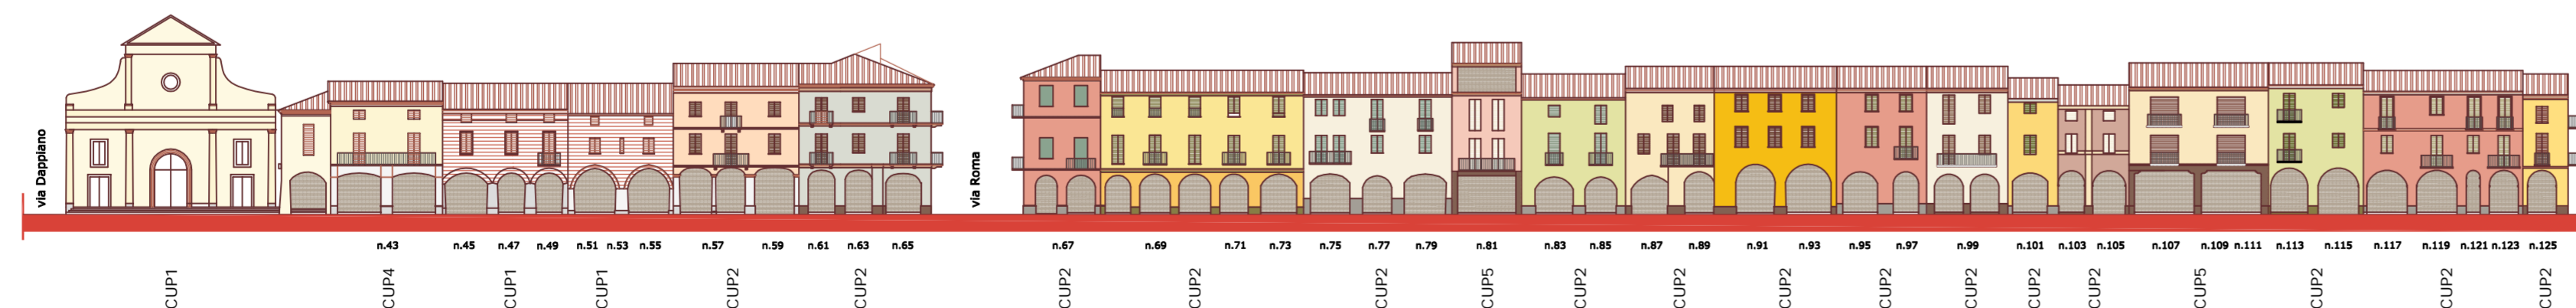 via Dappiano
via Roma
n.43 n.45 n.47 n.49 n.51 n.53 n.55 n.57 n.59 n.61 n.63 n.65 n.67 n.69 n.71 n.73 n.75 n.77 n.79 n.81 n.83 n.85 n.87 n.89 n.91 n.93 n.95 n.97 n.99 n.101 n.103 n.105 n.107 n.109 n.111 n.113 n.115 n.117 n.119 n.121 n.123 n.125
CUP1 CUP4 CUP1 CUP1 CUP2 CUP2 CUP2 CUP2 CUP2 CUP5 CUP2 CUP2 CUP2 CUP2 CUP2 CUP2 CUP2 CUP5 CUP2 CUP2 CUP2